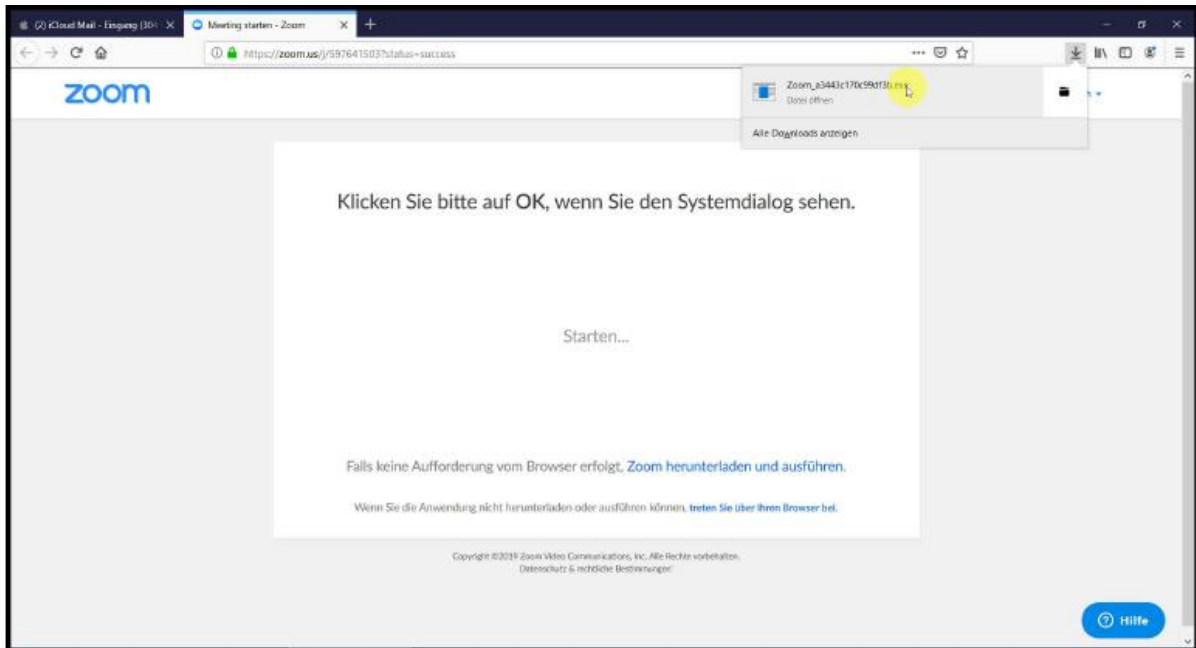 (2) iCloud Mail - Eingang (304
Meeting starten - Zoom
https://zoom.us/j/597641503?status=success
zoom
Datei öffnen
Alle Downloads anzeigen
Klicken Sie bitte auf OK, wenn Sie den Systemdialog sehen.
Starten...
Falls keine Aufforderung vom Browser erfolgt, Zoom herunterladen und ausführen.
Wenn Sie die Anwendung nicht herunterladen oder ausführen können, treten Sie über Ihren Browser bei.
Copyright ©2019 Zoom Video Communications, Inc. Alle Rechte vorbehalten.
Datenschutz & rechtliche Bestimmungen
Hilfe